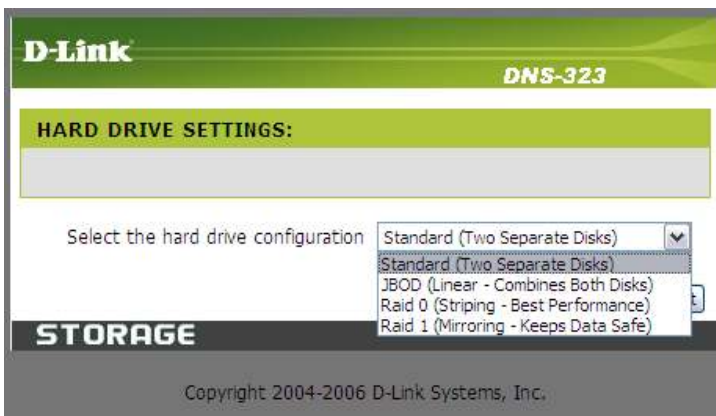 D-Link
DNS-323
HARD DRIVE SETTINGS:
Select the hard drive configuration Standard (Two Separate Disks)
Standard (Two Separate Disks)
JBOD (Linear - Combines Both Disks)
Raid 0 (Striping - Best Performance)
Raid 1 (Mirroring - Keeps Data Safe)
STORAGE
Copyright 2004-2006 D-Link Systems, Inc.